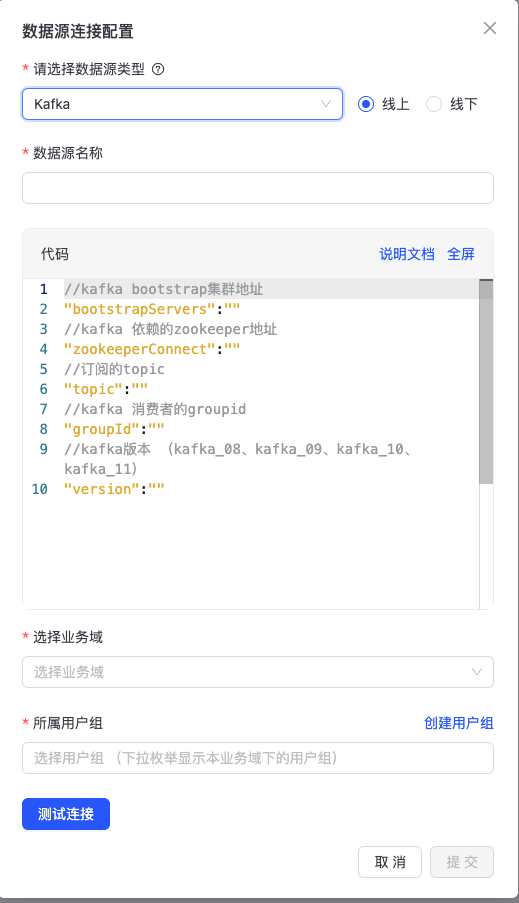 数据源连接配置
* 请选择数据源类型
Kafka
线上
线下
* 数据源名称
代码
说明文档 全屏
1 //kafka bootstrap集群地址
2 "bootstrapServers":""
3 //kafka 依赖的zookeeper地址
4 "zookeeperConnect":""
5 //订阅的topic
6 "topic":""
7 //kafka 消费者的groupid
8 "groupId":""
9 //kafka版本 （kafka_08、kafka_09、kafka_10、
kafka_11）
10 "version":""
* 选择业务域
选择业务域
* 所属用户组
创建用户组
选择用户组 （下拉枚举显示本业务域下的用户组）
测试连接
取 消
提 交